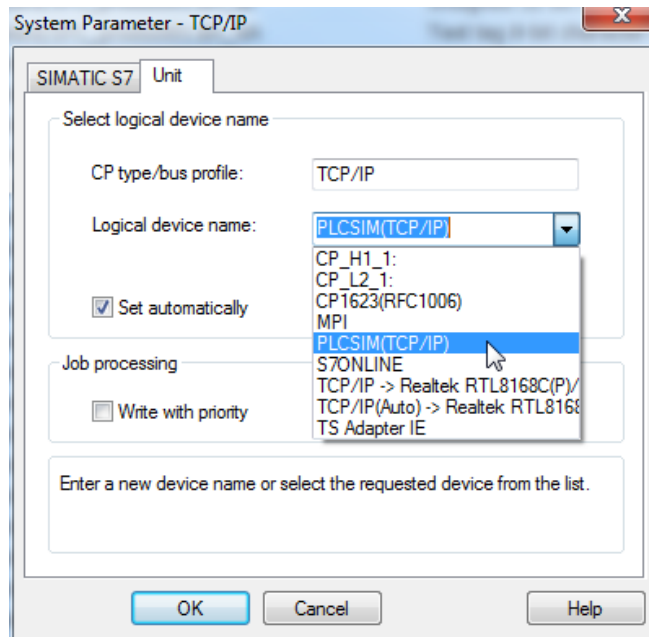 System Parameter - TCP/IP
SIMATIC S7
Unit
Select logical device name
CP type/bus profile:
TCP/IP
Logical device name:
PLCSIM(TCP/IP)
CP_H1_1:
CP_L2_1:
CP1623(RFC1006)
MPI
PLCSIM(TCP/IP)
S7ONLINE
TCP/IP -> Realtek RTL8168C(P)/
TCP/IP(Auto) -> Realtek RTL8168
TS Adapter IE
Set automatically
Job processing
Write with priority
Enter a new device name or select the requested device from the list.
OK
Cancel
Help